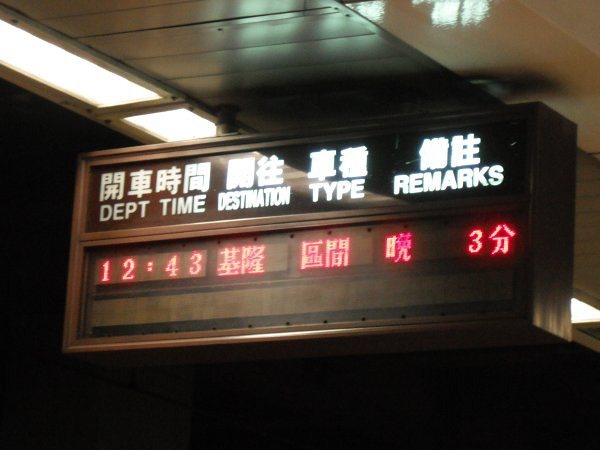 開車時間 開往 車種 備註
DEPT TIME DESTINATION TYPE REMARKS
12:43 基隆 區間 晚 3分